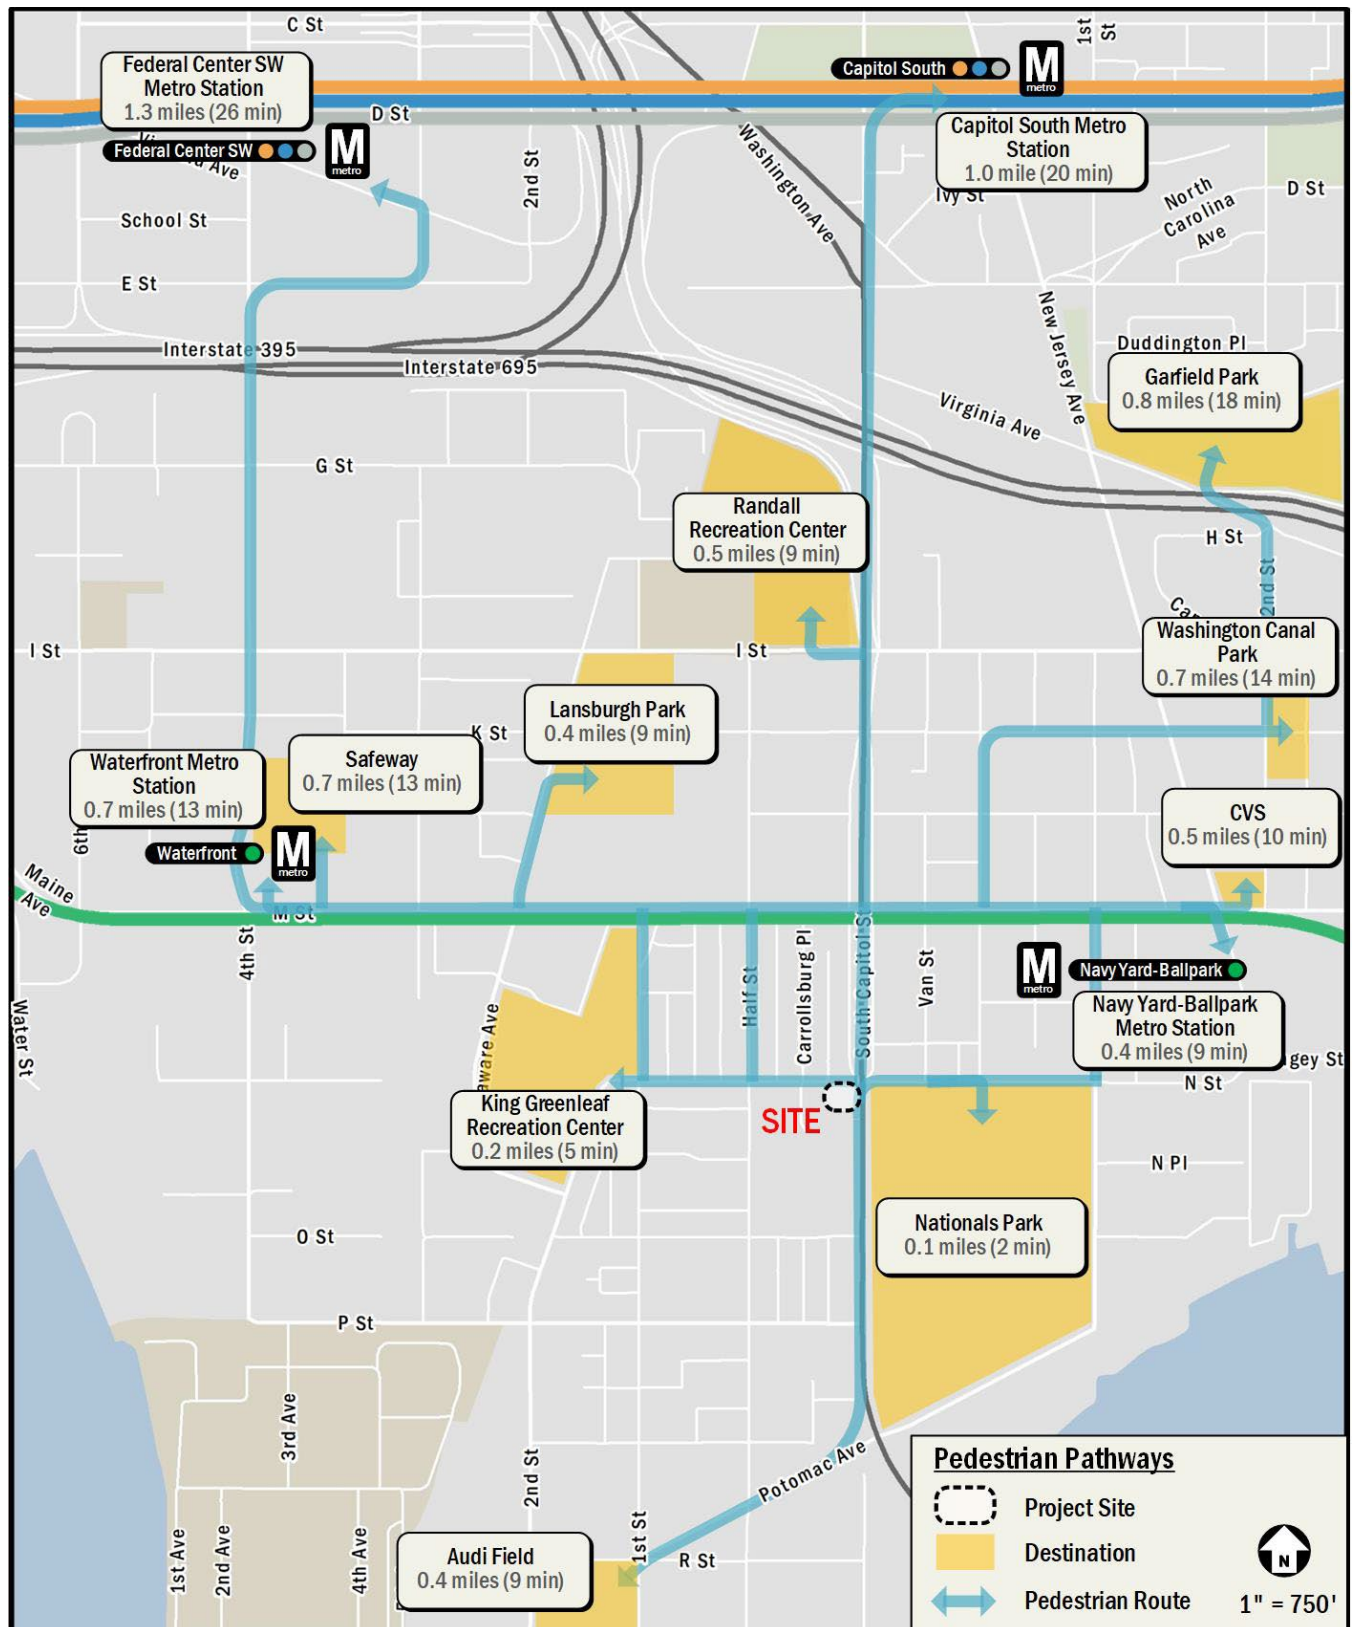 C St
1st
St
Federal Center SW
Metro Station
1.3 miles (26 min)
Capitol South
M
metro
D St
Federal Center SW
M
metro
Capitol South Metro
Station
1.0 mile (20 min)
Washington Ave
2nd St
Ivy St
North
Carolina
Ave
D St
School St
E St
New Jersey Ave
Interstate 395
Interstate 695
Duddington Pl
Garfield Park
0.8 miles (18 min)
Virginia Ave
G St
Randall
Recreation Center
0.5 miles (9 min)
H St
2nd St
I St
I St
Washington Canal
Park
0.7 miles (14 min)
Lansburgh Park
0.4 miles (9 min)
K St
Waterfront Metro
Station
0.7 miles (13 min)
Safeway
0.7 miles (13 min)
CVS
0.5 miles (10 min)
6th
Waterfront
M
metro
Maine
Ave
M St
4th St
Half St
Carrollsburg Pl
South Capitol St
Van St
M
metro
Navy Yard-Ballpark
Navy Yard-Ballpark
Metro Station
0.4 miles (9 min)
Water St
aware Ave
gey St
N St
King Greenleaf
Recreation Center
0.2 miles (5 min)
SITE
N Pl
Nationals Park
0.1 miles (2 min)
O St
P St
3rd Ave
2nd St
Potomac Ave
1st Ave
2nd Ave
4th Ave
1st St
R St
Audi Field
0.4 miles (9 min)
Pedestrian Pathways
Project Site
Destination
Pedestrian Route
N
1" = 750'